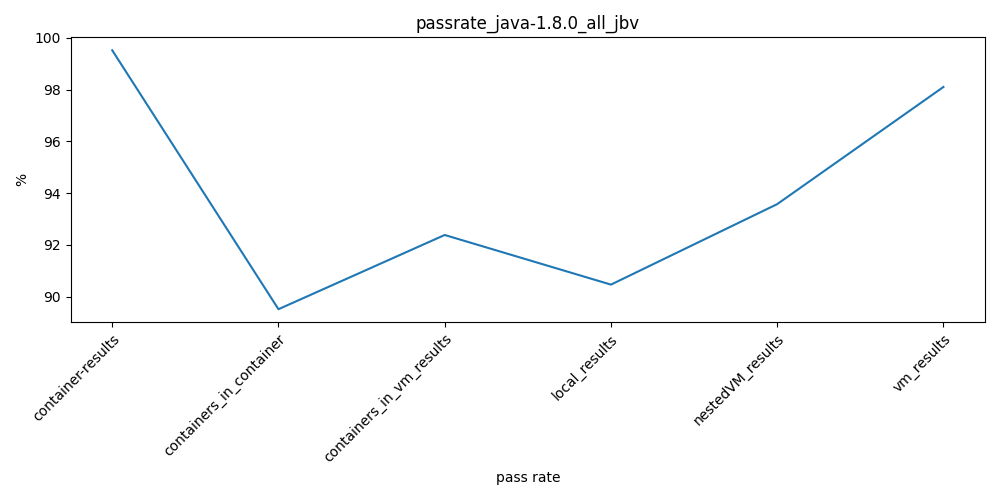 passrate_java-1.8.0_all_jbv
100
98
96
94
92
90
%
container-results
containers_in_container
containers_in_vm_results
local_results
nestedVM_results
vm_results
pass rate